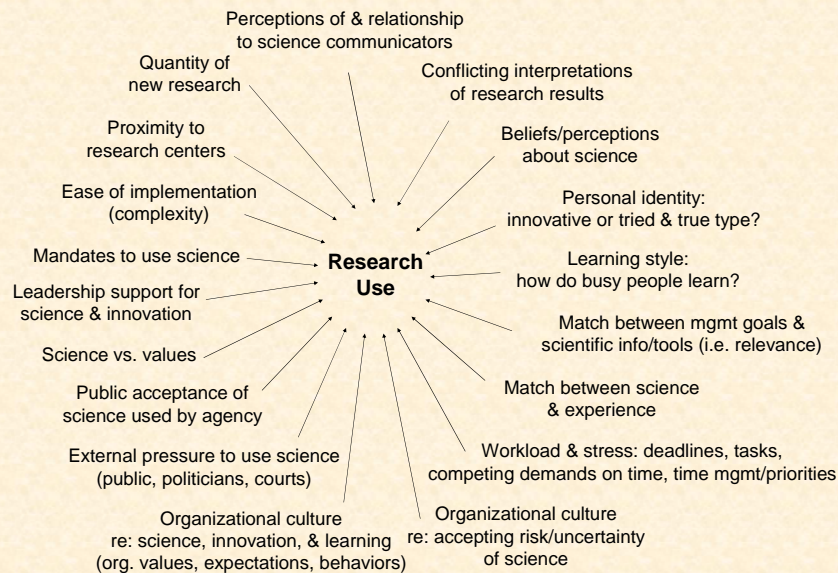 Perceptions of & relationship
to science communicators
Quantity of
new research
Conflicting interpretations
of research results
Proximity to
research centers
Beliefs/perceptions
about science
Ease of implementation
(complexity)
Personal identity:
innovative or tried & true type?
Mandates to use science
Research
Use
Learning style:
how do busy people learn?
Leadership support for
science & innovation
Match between mgmt goals &
scientific info/tools (i.e. relevance)
Science vs. values
Match between science
& experience
Public acceptance of
science used by agency
External pressure to use science
(public, politicians, courts)
Workload & stress: deadlines, tasks,
competing demands on time, time mgmt/priorities
Organizational culture
re: science, innovation, & learning
(org. values, expectations, behaviors)
Organizational culture
re: accepting risk/uncertainty
of science